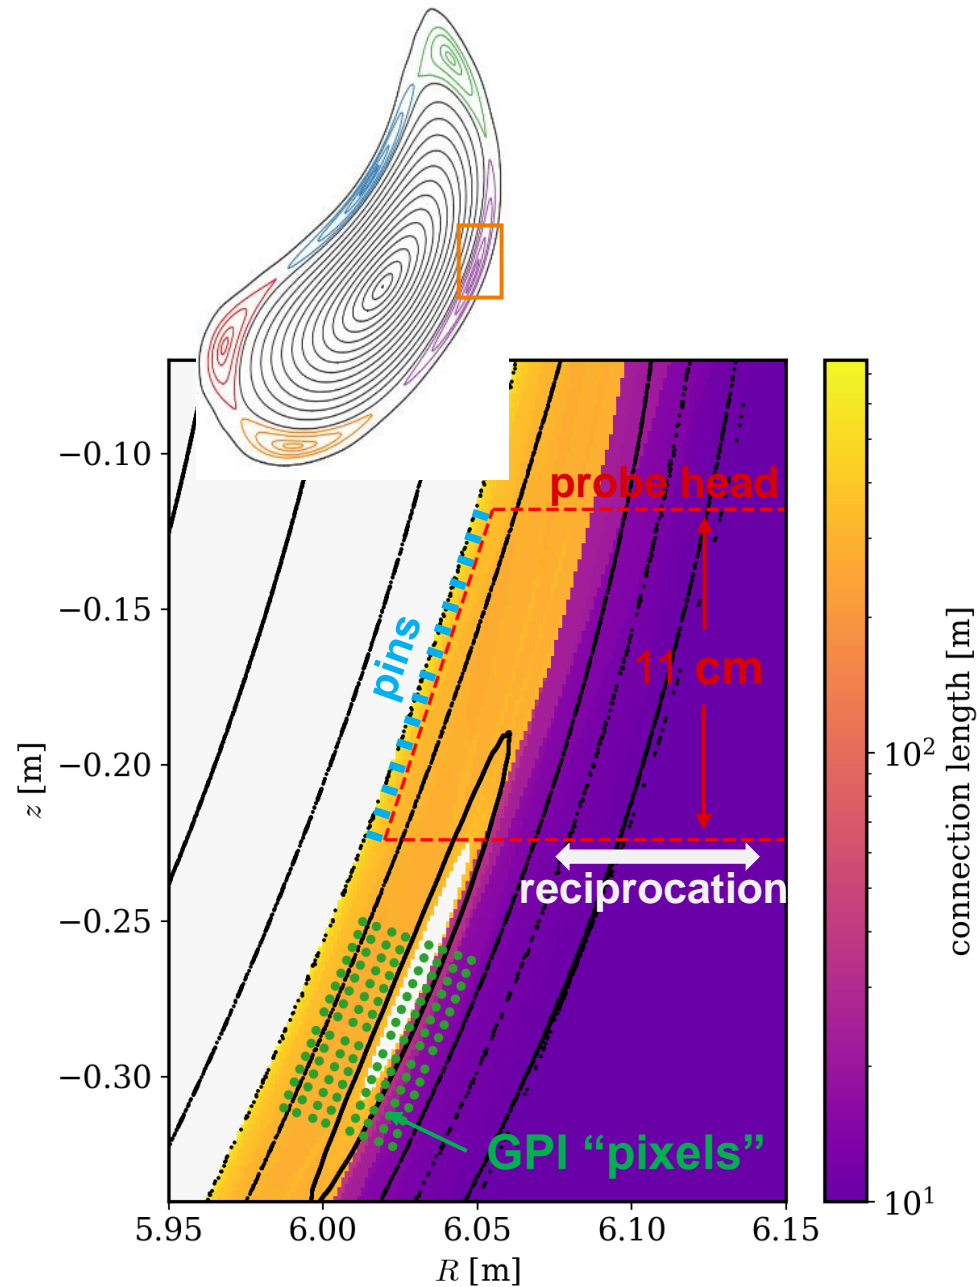 probe head
−0.10
−0.15
−0.20
−0.25
−0.30
z [m]
pins
11 cm
reciprocation
GPI “pixels”
5.95
6.00
6.05
6.10
6.15
R [m]
10²
10¹
connection length [m]